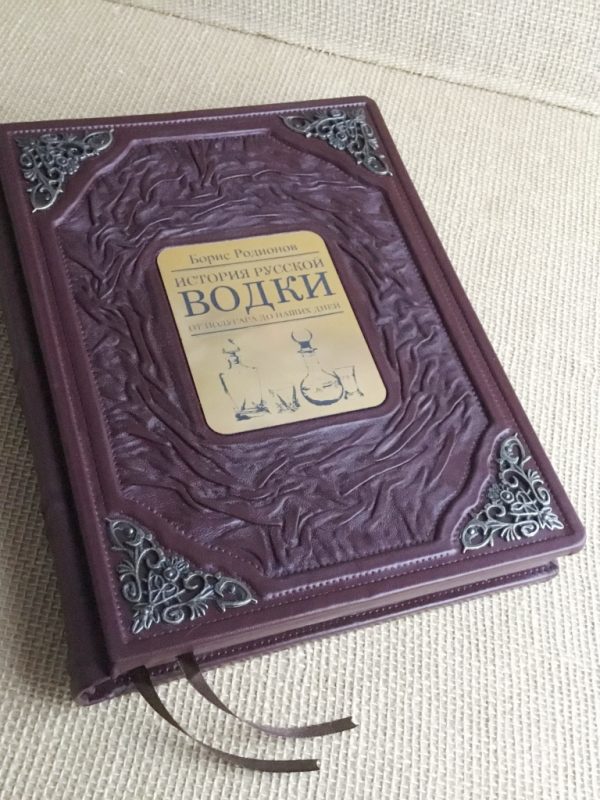 Борис Родионов
ИСТОРИЯ РУССКОЙ
ВОДКИ
ОТ ПОЛУГАРА ДО НАШИХ ДНЕЙ